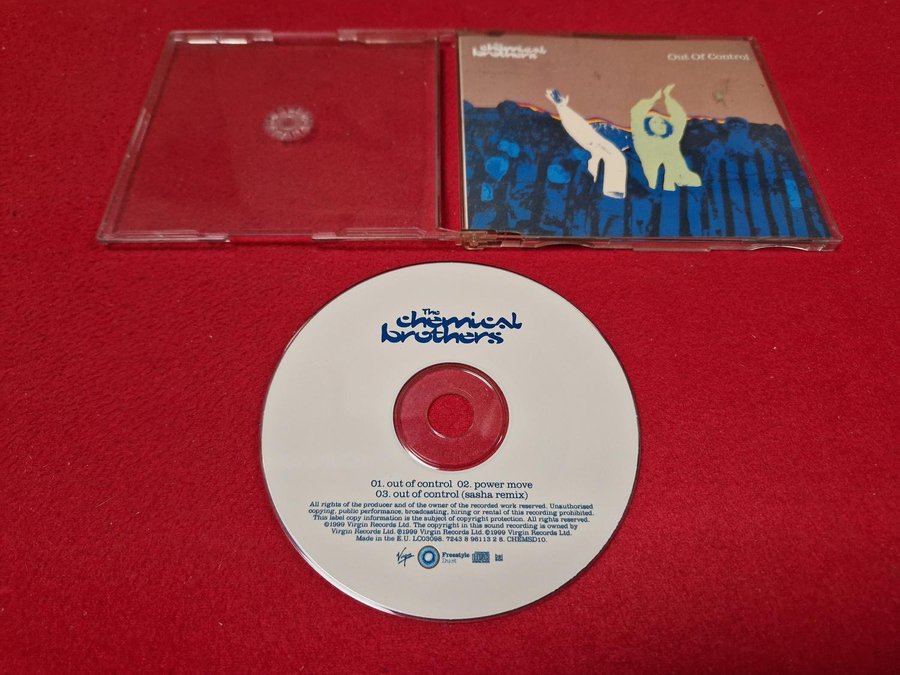 the
chemical
brothers
Out Of Control
The
chemical
brothers
01. out of control 02. power move
03. out of control (sasha remix)
All rights of the producer and of the owner of the recorded work reserved. Unauthorised
copying, public performance, broadcasting, hiring or rental of this recording prohibited.
This label copy information is the subject of copyright protection. All rights reserved.
©1999 Virgin Records Ltd. The copyright in this sound recording is owned by
Virgin Records Ltd. ℗1999 Virgin Records Ltd. ©1999 Virgin Records Ltd.
Made in the E.U. LC03098. 7243 8 96113 2 8. CHEMSD10.
Virgin
Freestyle
Dust